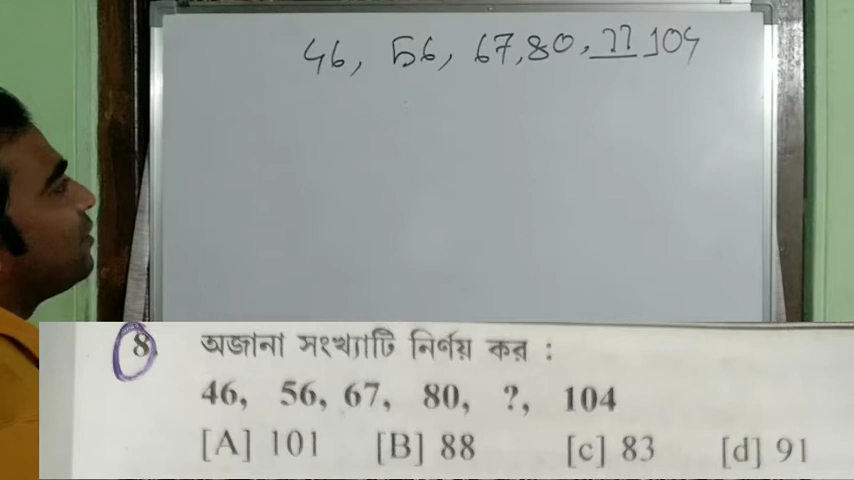 46, 56, 67, 80, ?? 104
8. অজানা সংখ্যাটি নির্ণয় কর :
46, 56, 67, 80, ?, 104
[A] 101 [B] 88 [c] 83 [d] 91